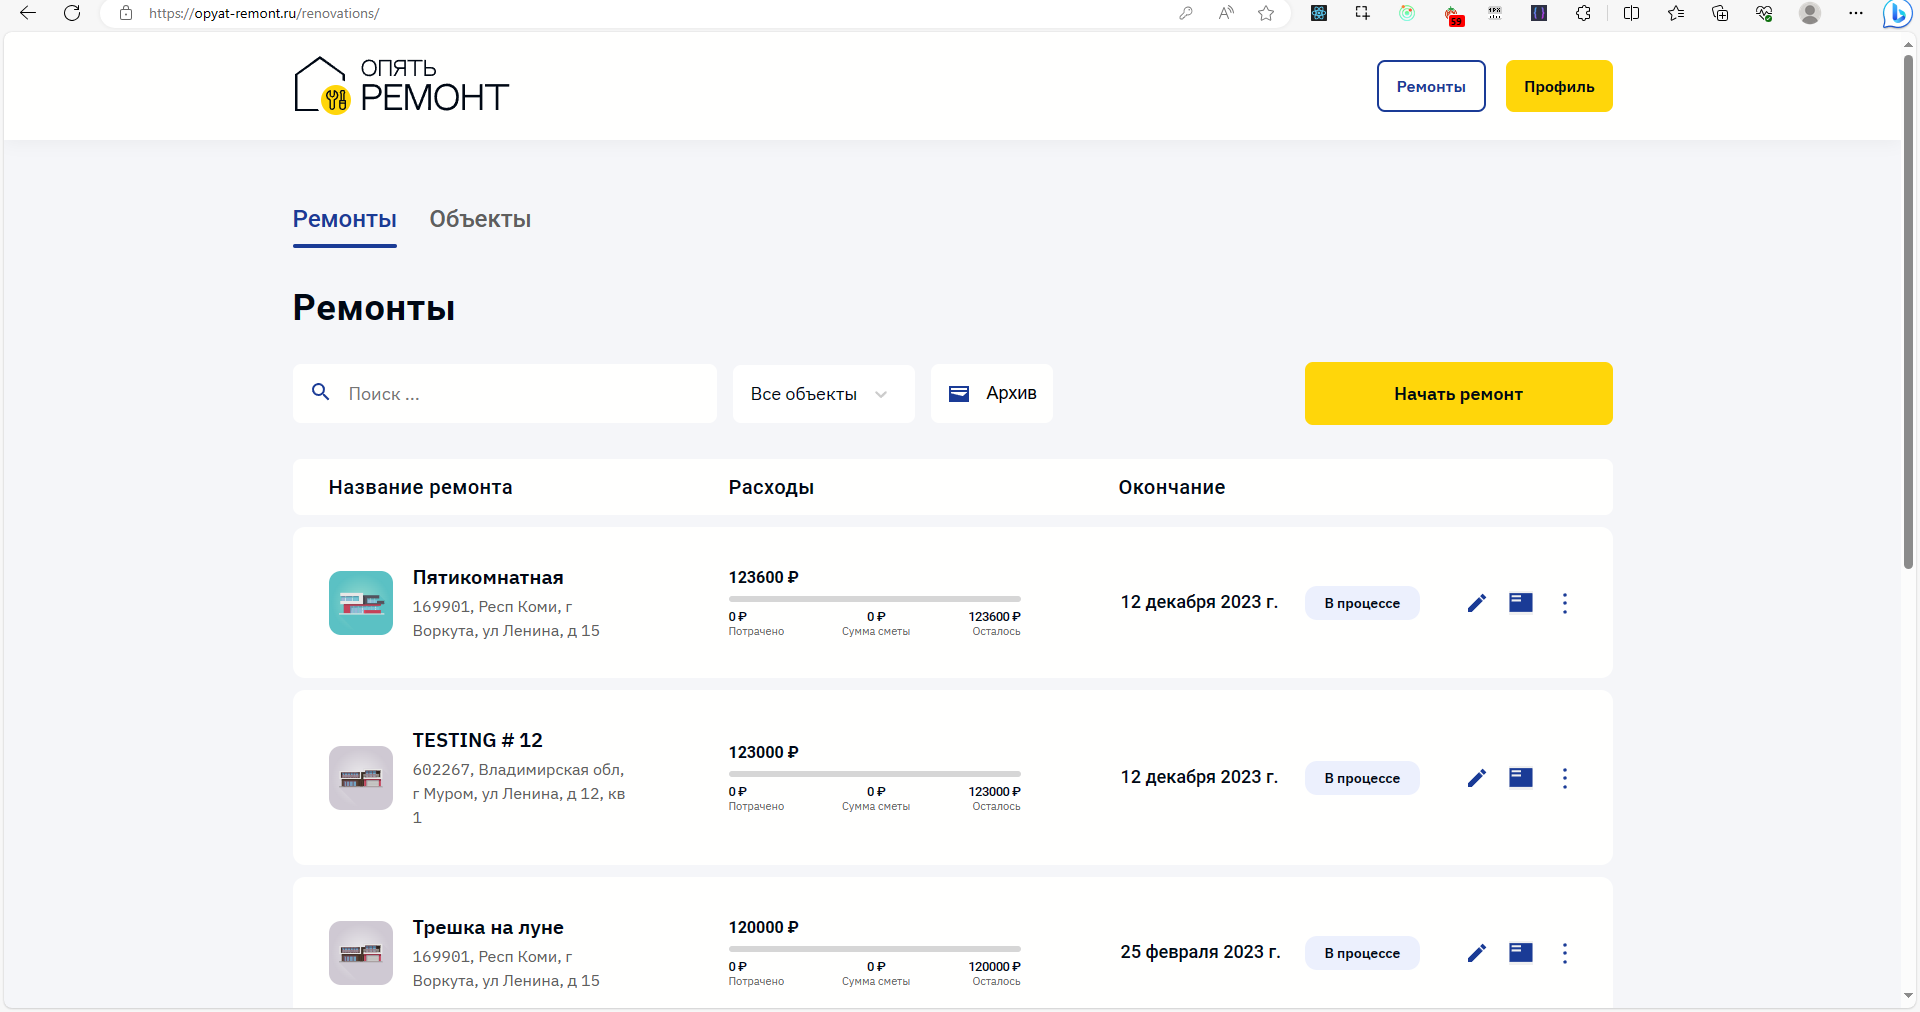 https://opyat-remont.ru/renovations/
59
ОПЯТЬ
РЕМОНТ
Ремонты
Профиль
Ремонты
Объекты
Ремонты
Поиск ...
Все объекты
Архив
Начать ремонт
Название ремонта
Расходы
Окончание
Пятикомнатная
169901, Респ Коми, г
Воркута, ул Ленина, д 15
123600 ₽
0 ₽
0 ₽
123600 ₽
Потрачено
Сумма сметы
Осталось
12 декабря 2023 г.
В процессе
TESTING # 12
602267, Владимирская обл,
г Муром, ул Ленина, д 12, кв
1
123000 ₽
0 ₽
0 ₽
123000 ₽
Потрачено
Сумма сметы
Осталось
12 декабря 2023 г.
В процессе
Трешка на луне
169901, Респ Коми, г
Воркута, ул Ленина, д 15
120000 ₽
0 ₽
0 ₽
120000 ₽
Потрачено
Сумма сметы
Осталось
25 февраля 2023 г.
В процессе